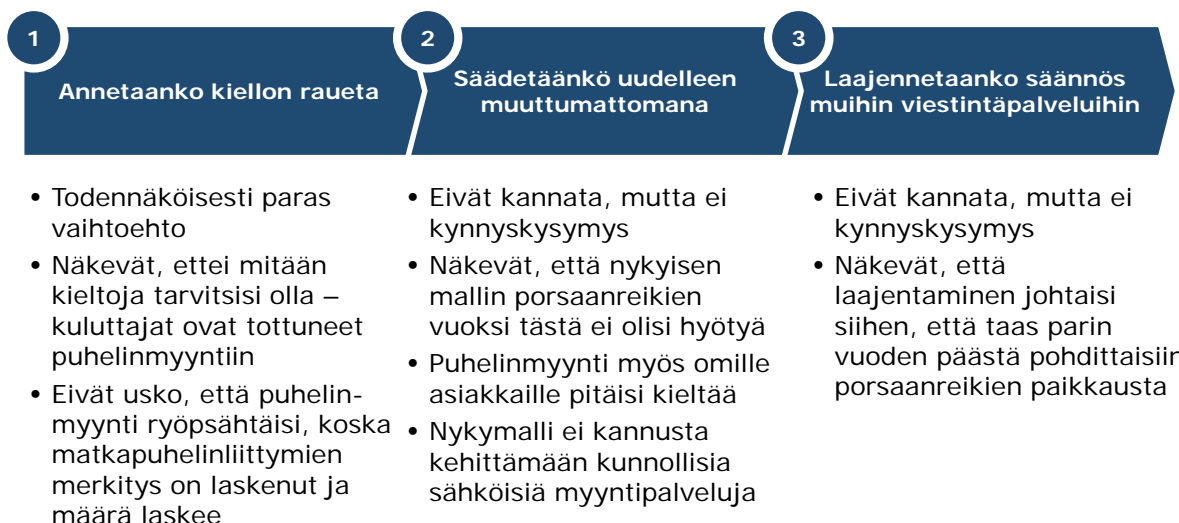 1
Annetaanko kiellon raueta
2
Säädetäänkö uudelleen
muuttumattomana
3
Laajennetaanko säännös
muihin viestintäpalveluihin
• Todennäköisesti paras
vaihtoehto
• Näkevät, ettei mitään
kieltoja tarvitsisi olla –
kuluttajat ovat tottuneet
puhelinmyyntiin
• Eivät usko, että puhelin-
myynti ryöpsähtäisi, koska
matkapuhelinliittymien
merkitys on laskenut ja
määrä laskee
• Eivät kannata, mutta ei
kynnyskysymys
• Näkevät, että nykyisen
mallin porsaanreikien
vuoksi tästä ei olisi hyötyä
• Puhelinmyynti myös omille
asiakkaille pitäisi kieltää
• Nykymalli ei kannusta
kehittämään kunnollisia
sähköisiä myyntipalveluja
• Eivät kannata, mutta ei
kynnyskysymys
• Näkevät, että
laajentaminen johtaisi
siihen, että taas parin
vuoden päästä pohdittaisiin
porsaanreikien paikkausta